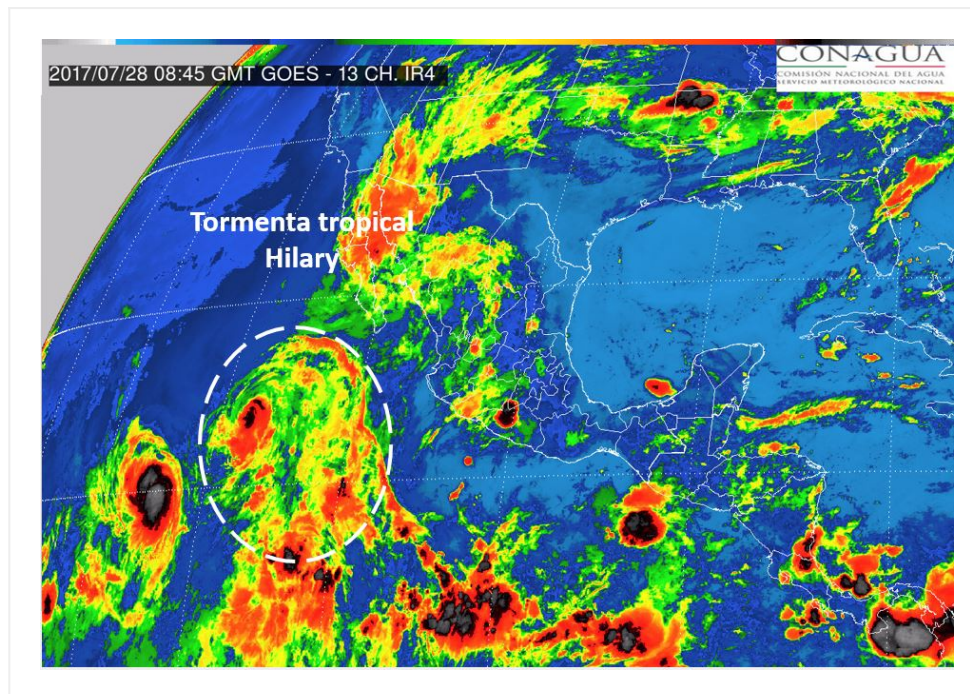 2017/07/28 08:45 GMT GOES - 13 CH. IR4
CONAGUA
COMISIÓN NACIONAL DEL AGUA
SERVICIO METEOROLÓGICO NACIONAL
Tormenta tropical
Hilary